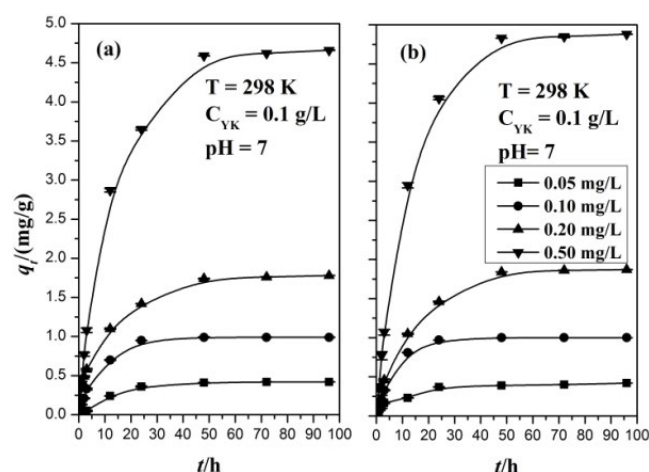 (a)
T = 298 K
C_YK = 0.1 g/L
pH = 7
5.0
4.5
4.0
3.5
3.0
2.5
2.0
1.5
1.0
0.5
0.0
q_t/(mg/g)
0 10 20 30 40 50 60 70 80 90 100
t/h
(b)
T = 298 K
C_YK = 0.1 g/L
pH= 7
0.05 mg/L
0.10 mg/L
0.20 mg/L
0.50 mg/L
0 10 20 30 40 50 60 70 80 90 100
t/h